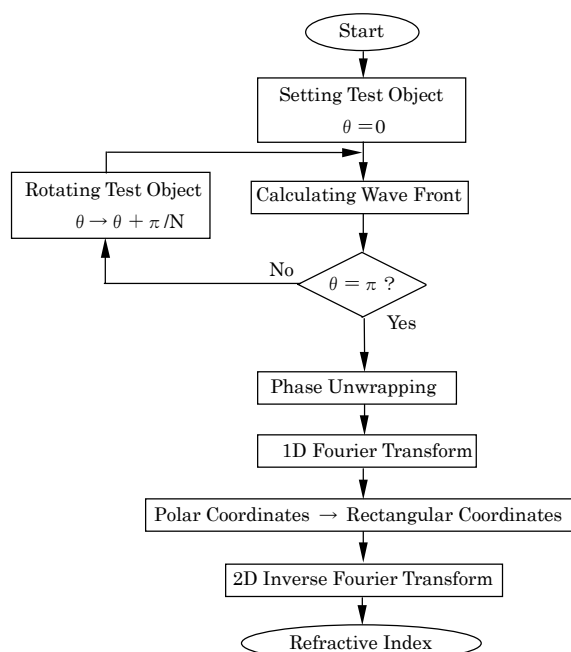 Start
Setting Test Object
θ=0
Rotating Test Object
θ → θ + π/N
Calculating Wave Front
No
θ = π ?
Yes
Phase Unwrapping
1D Fourier Transform
Polar Coordinates → Rectangular Coordinates
2D Inverse Fourier Transform
Refractive Index